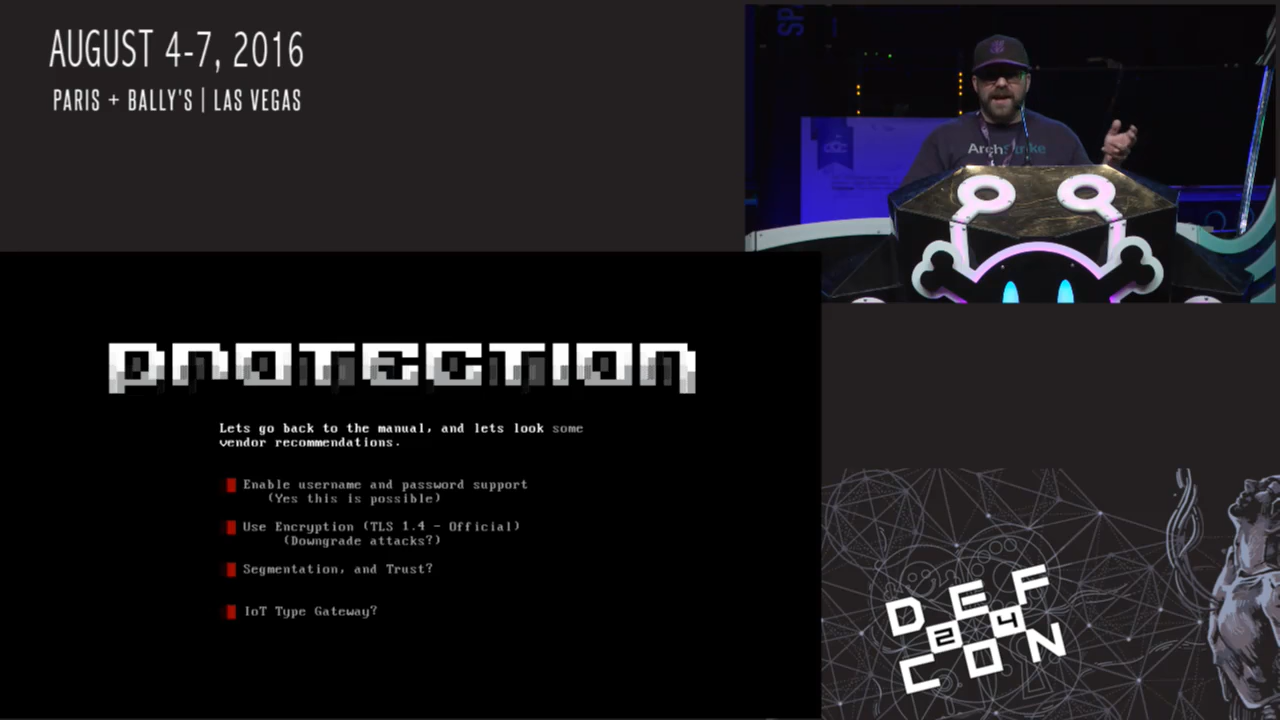 AUGUST 4-7, 2016
PARIS + BALLY'S | LAS VEGAS
SP
ArchStrike
PROTECTION
Lets go back to the manual, and lets look some
vendor recommendations.
Enable username and password support
(Yes this is possible)
Use Encryption (TLS 1.4 - Official)
(Downgrade attacks?)
Segmentation, and Trust?
IoT Type Gateway?
DEF
24
CON